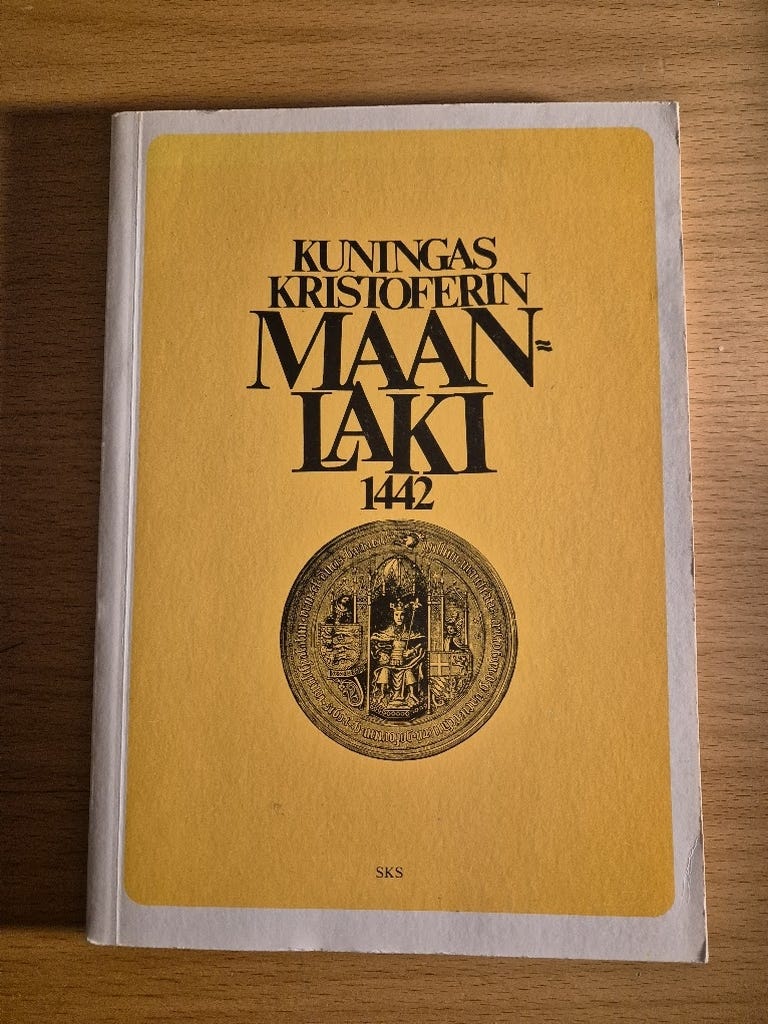 KUNINGAS
KRISTOFERIN
MAAN=
LAKI
1442
SKS